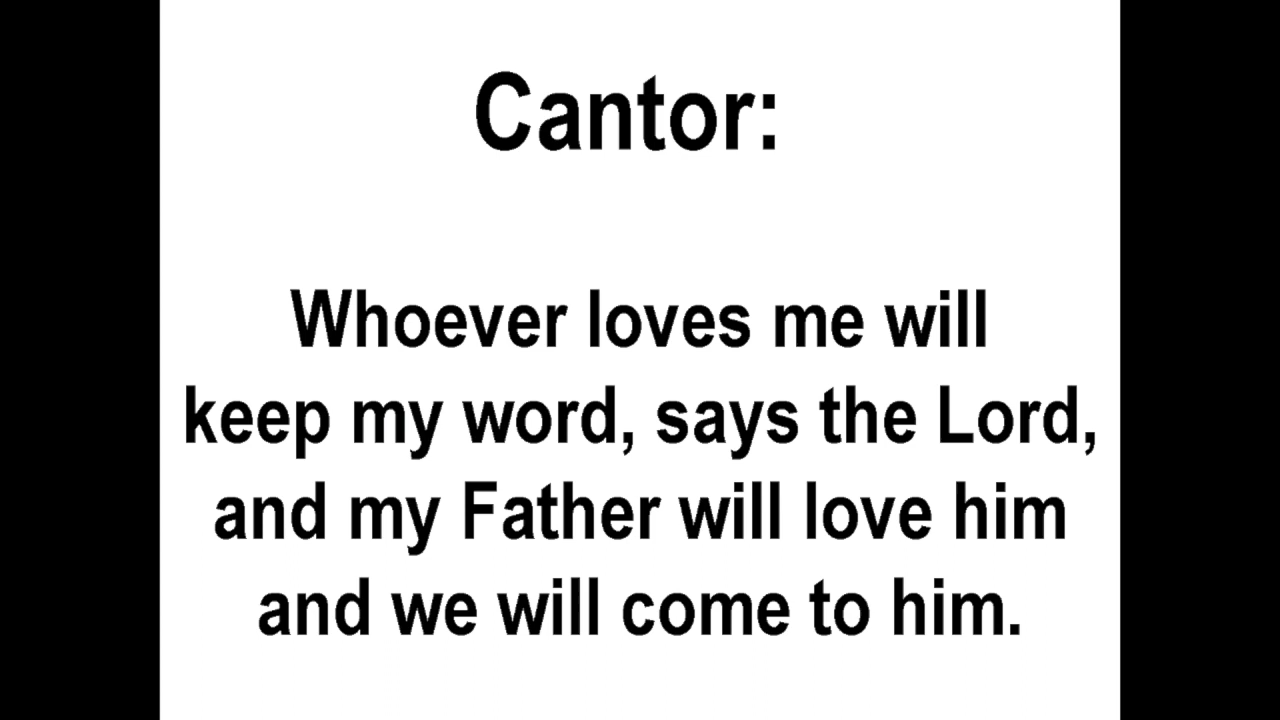 Cantor:
Whoever loves me will
keep my word, says the Lord,
and my Father will love him
and we will come to him.